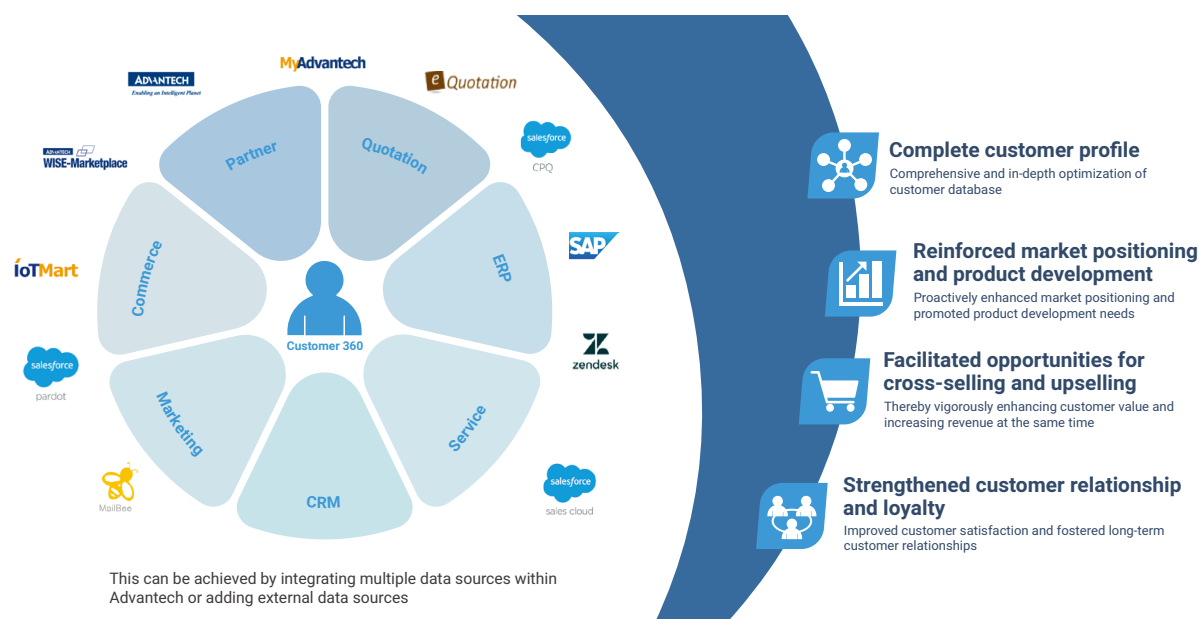 MyAdvantech
ADVANTECH
Enabling an Intelligent Planet
e Quotation
Partner
Quotation
salesforce
CPQ
ADVANTECH
WISE-Marketplace
Commerce
ERP
SAP
IoTMart
Customer 360
salesforce
pardot
zendesk
Marketing
Service
CRM
MailBee
salesforce
sales cloud
This can be achieved by integrating multiple data sources within
Advantech or adding external data sources
Complete customer profile
Comprehensive and in-depth optimization of
customer database
Reinforced market positioning
and product development
Proactively enhanced market positioning and
promoted product development needs
Facilitated opportunities for
cross-selling and upselling
Thereby vigorously enhancing customer value and
increasing revenue at the same time
Strengthened customer relationship
and loyalty
Improved customer satisfaction and fostered long-term
customer relationships